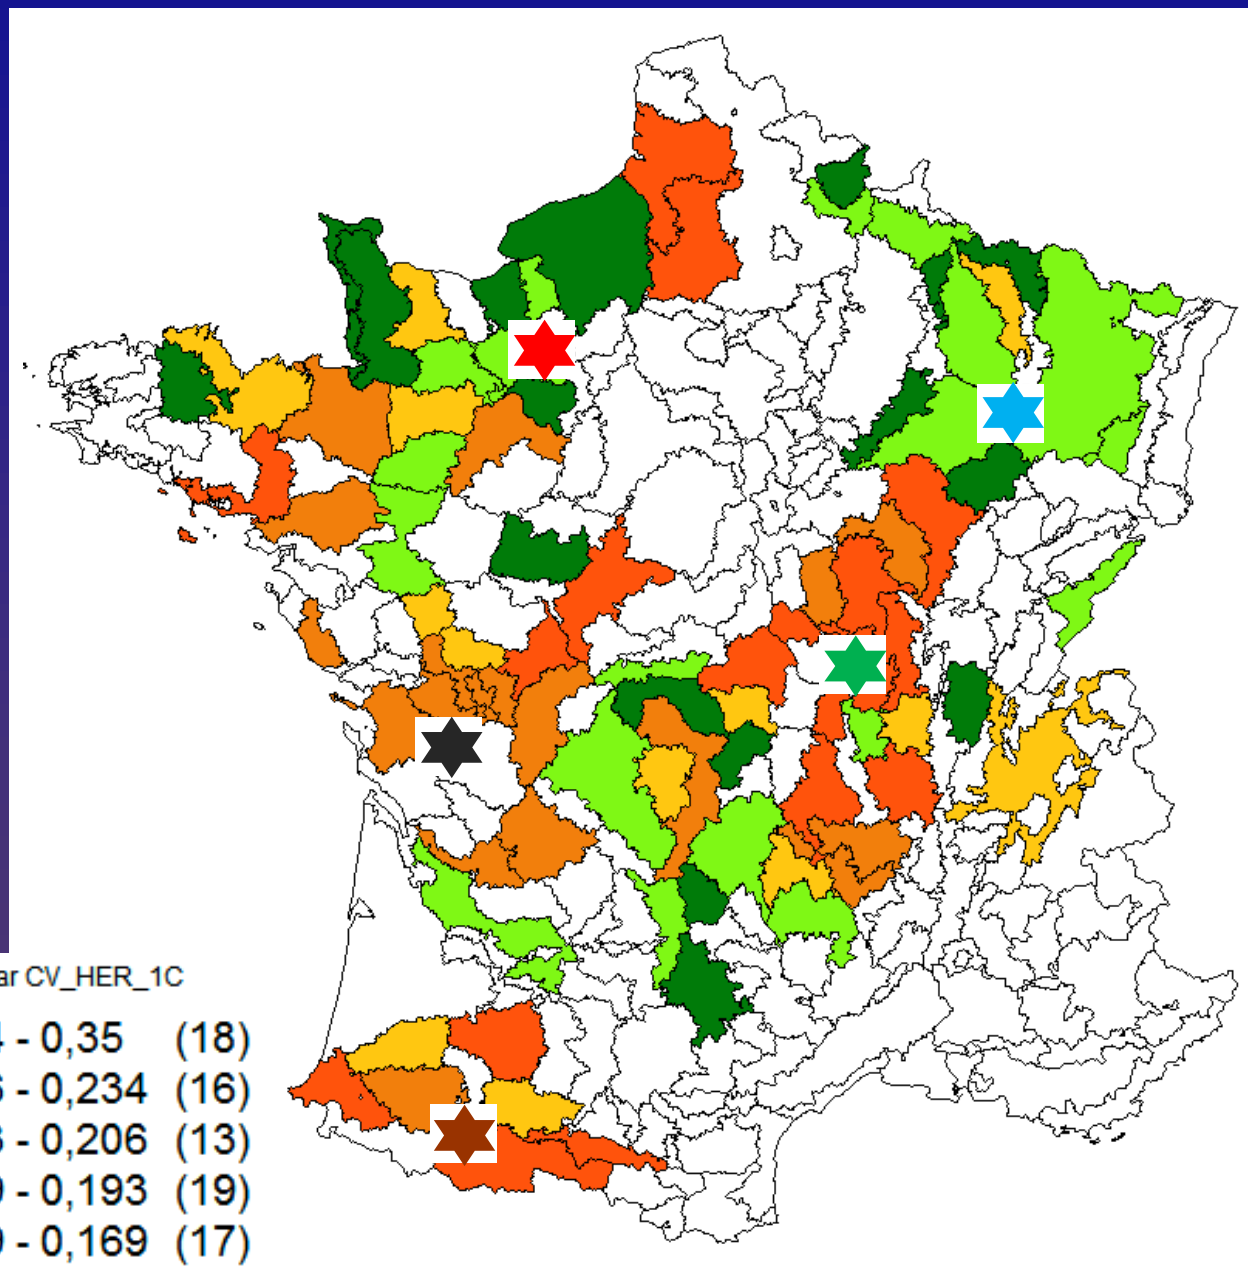 ar CV_HER_1C
- 0,35 (18)
- 0,234 (16)
- 0,206 (13)
- 0,193 (19)
- 0,169 (17)